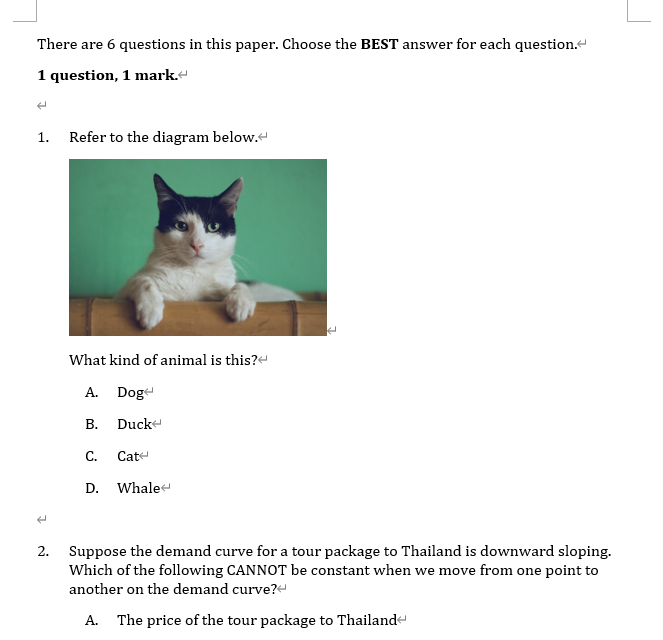 There are 6 questions in this paper. Choose the BEST answer for each question.
1 question, 1 mark.
1. Refer to the diagram below.
What kind of animal is this?
A. Dog
B. Duck
C. Cat
D. Whale
2. Suppose the demand curve for a tour package to Thailand is downward sloping.
Which of the following CANNOT be constant when we move from one point to
another on the demand curve?
A. The price of the tour package to Thailand